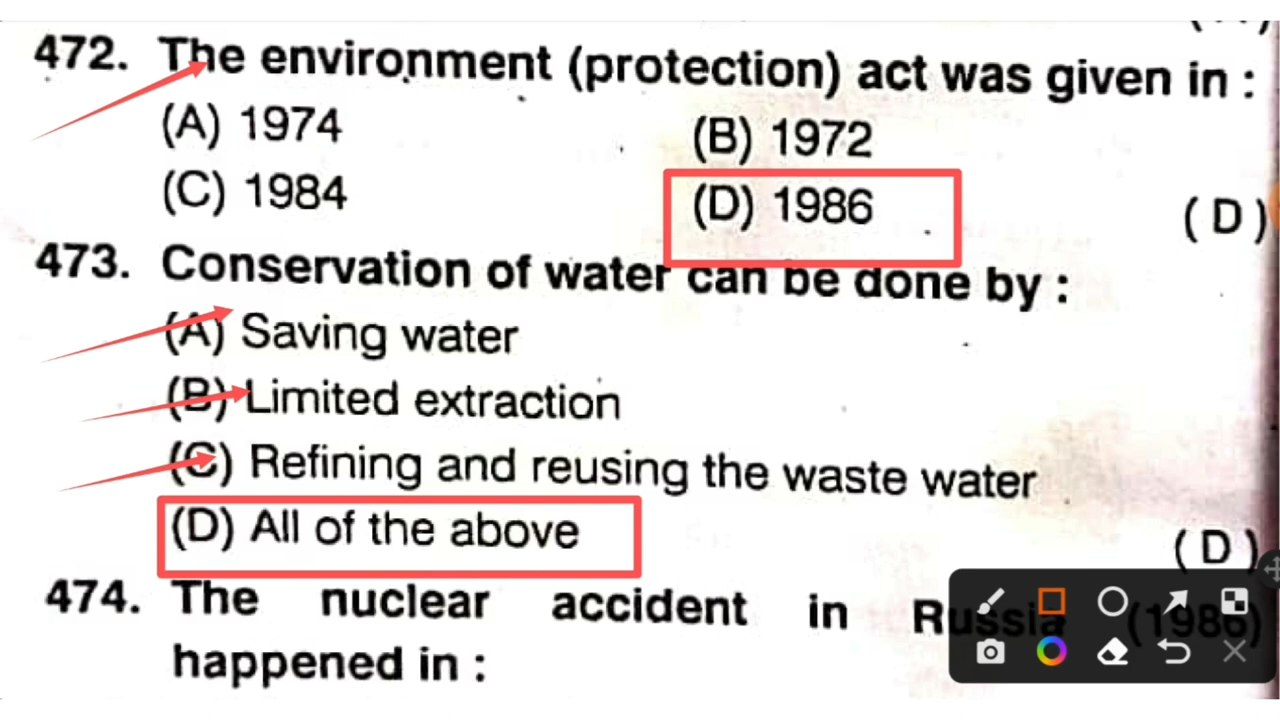 472. The environment (protection) act was given in :
(A) 1974 (B) 1972
(C) 1984 (D) 1986 (D)
473. Conservation of water can be done by :
(A) Saving water
(B) Limited extraction
(C) Refining and reusing the waste water
(D) All of the above (D)
474. The nuclear accident in Russia (1986)
happened in :